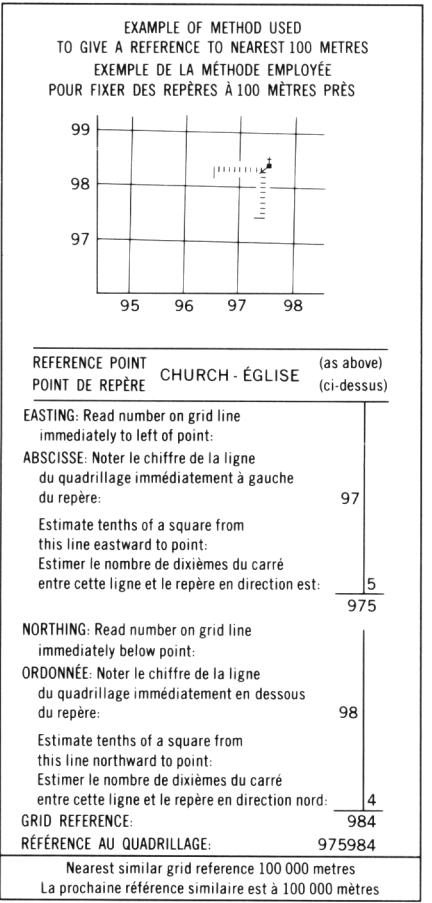 EXAMPLE OF METHOD USED
TO GIVE A REFERENCE TO NEAREST 100 METRES
EXEMPLE DE LA MÉTHODE EMPLOYÉE
POUR FIXER DES REPÈRES À 100 MÈTRES PRÈS
99
98
97
95 96 97 98
REFERENCE POINT
POINT DE REPÈRE
CHURCH - ÉGLISE
(as above)
(ci-dessus)
EASTING: Read number on grid line
immediately to left of point:
ABSCISSE: Noter le chiffre de la ligne
du quadrillage immédiatement à gauche
du repère: 97
Estimate tenths of a square from
this line eastward to point:
Estimer le nombre de dixièmes du carré
entre cette ligne et le repère en direction est: 5
975
NORTHING: Read number on grid line
immediately below point:
ORDONNÉE: Noter le chiffre de la ligne
du quadrillage immédiatement en dessous
du repère: 98
Estimate tenths of a square from
this line northward to point:
Estimer le nombre de dixièmes du carré
entre cette ligne et le repère en direction nord: 4
GRID REFERENCE: 984
RÉFÉRENCE AU QUADRILLAGE: 975984
Nearest similar grid reference 100 000 metres
La prochaine référence similaire est à 100 000 mètres